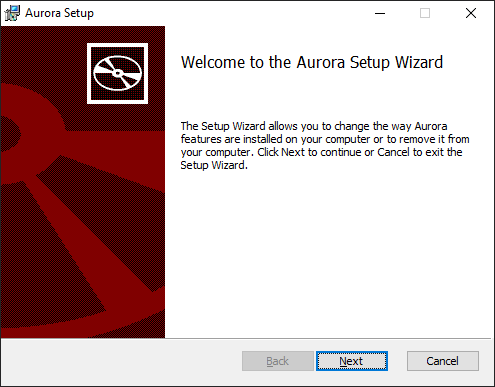 Aurora Setup
Welcome to the Aurora Setup Wizard
The Setup Wizard allows you to change the way Aurora
features are installed on your computer or to remove it from
your computer. Click Next to continue or Cancel to exit the
Setup Wizard.
Back
Next
Cancel